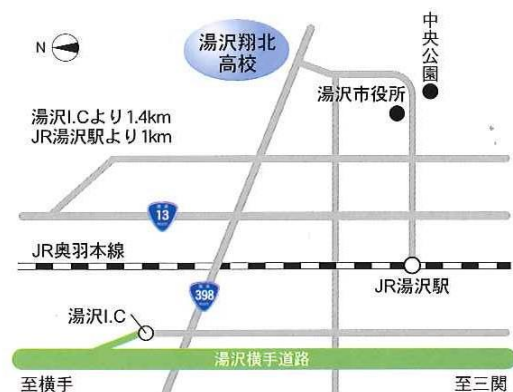 N
湯沢翔北
高校
中央公園
湯沢市役所
湯沢I.Cより1.4km
JR湯沢駅より1km
13
JR奥羽本線
JR湯沢駅
398
湯沢I.C
湯沢横手道路
至横手
至三関